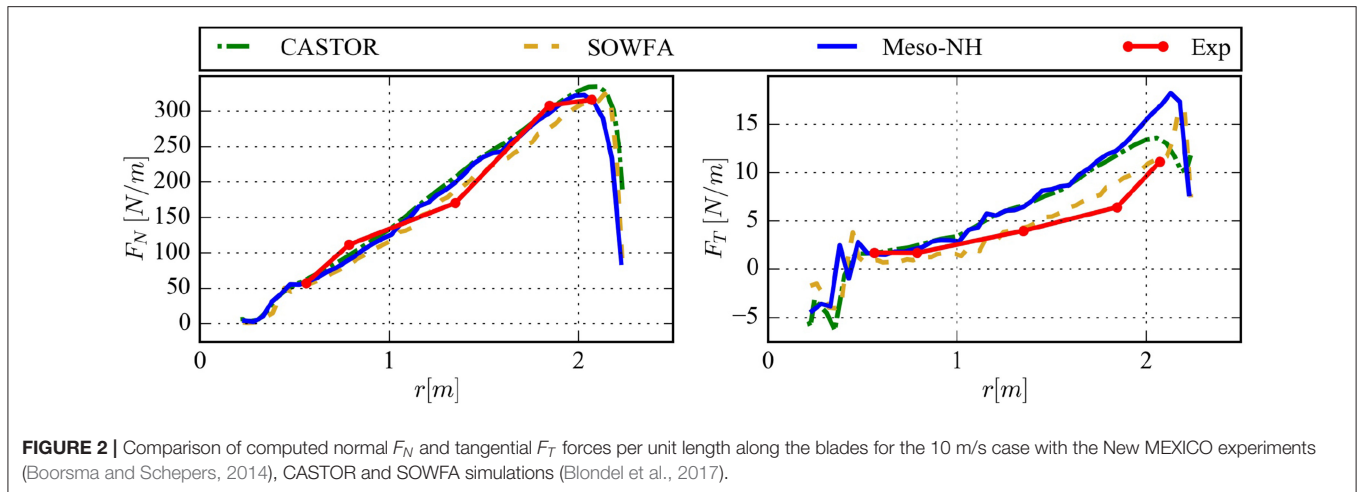 CASTOR SOWFA Meso-NH Exp
300
250
200
150
100
50
0
F_N [N/m]
0 1 2
r[m]
15
10
5
0
−5
F_T [N/m]
0 1 2
r[m]
FIGURE 2 | Comparison of computed normal F_N and tangential F_T forces per unit length along the blades for the 10 m/s case with the New MEXICO experiments
(Boorsma and Schepers, 2014), CASTOR and SOWFA simulations (Blondel et al., 2017).